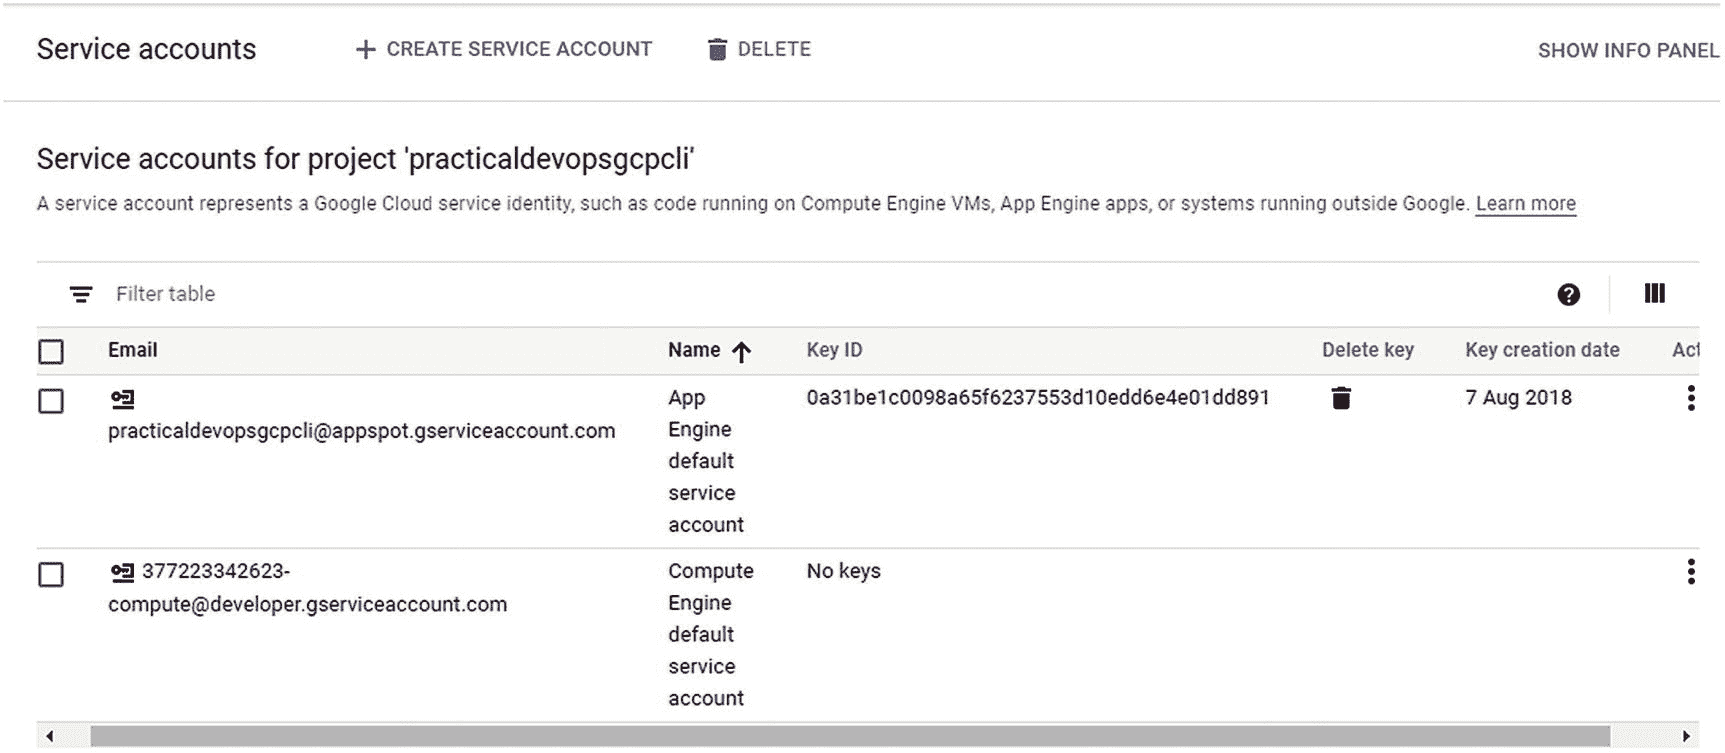 Service accounts
CREATE SERVICE ACCOUNT
DELETE
SHOW INFO PANEL
Service accounts for project 'practicaldevopsgcpcli'
A service account represents a Google Cloud service identity, such as code running on Compute Engine VMs, App Engine apps, or systems running outside Google. Learn more
Filter table
Email
Name
Key ID
Delete key
Key creation date
Act
practicaldevopsgcpcli@appspot.gserviceaccount.com
App
Engine
default
service
account
0a31be1c0098a65f6237553d10edd6e4e01dd891
7 Aug 2018
377223342623-
compute@developer.gserviceaccount.com
Compute
Engine
default
service
account
No keys